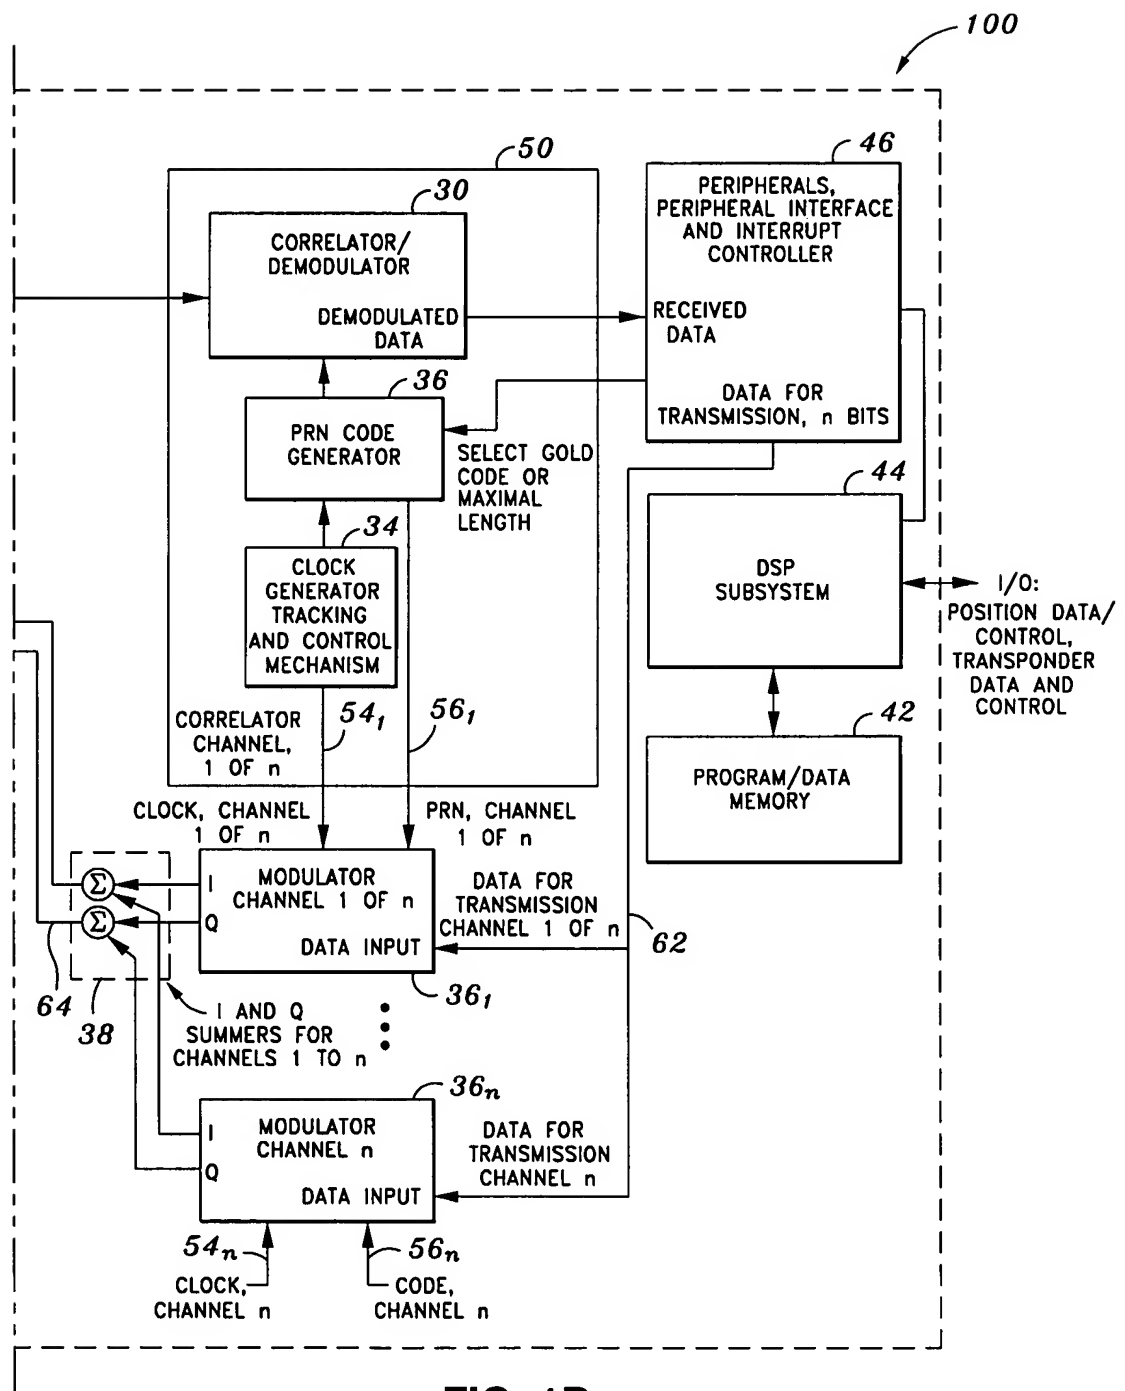 100
50
30
CORRELATOR/
DEMODULATOR
DEMODULATED
DATA
46
PERIPHERALS,
PERIPHERAL INTERFACE
AND INTERRUPT
CONTROLLER
RECEIVED
DATA
DATA FOR
TRANSMISSION, n BITS
36
PRN CODE
GENERATOR
SELECT GOLD
CODE OR
MAXIMAL
LENGTH
34
CLOCK
GENERATOR
TRACKING
AND CONTROL
MECHANISM
44
DSP
SUBSYSTEM
I/O:
POSITION DATA/
CONTROL,
TRANSPONDER
DATA AND
CONTROL
42
PROGRAM/DATA
MEMORY
CORRELATOR
CHANNEL,
1 OF n
54₁
56₁
CLOCK, CHANNEL
1 OF n
PRN, CHANNEL
1 OF n
MODULATOR
CHANNEL 1 OF n
I
Q
DATA INPUT
DATA FOR
TRANSMISSION
CHANNEL 1 OF n
62
Σ
Σ
64
38
36₁
I AND Q
SUMMERS FOR
CHANNELS 1 TO n
36ₙ
MODULATOR
CHANNEL n
I
Q
DATA INPUT
DATA FOR
TRANSMISSION
CHANNEL n
54ₙ
CLOCK,
CHANNEL n
56ₙ
CODE,
CHANNEL n